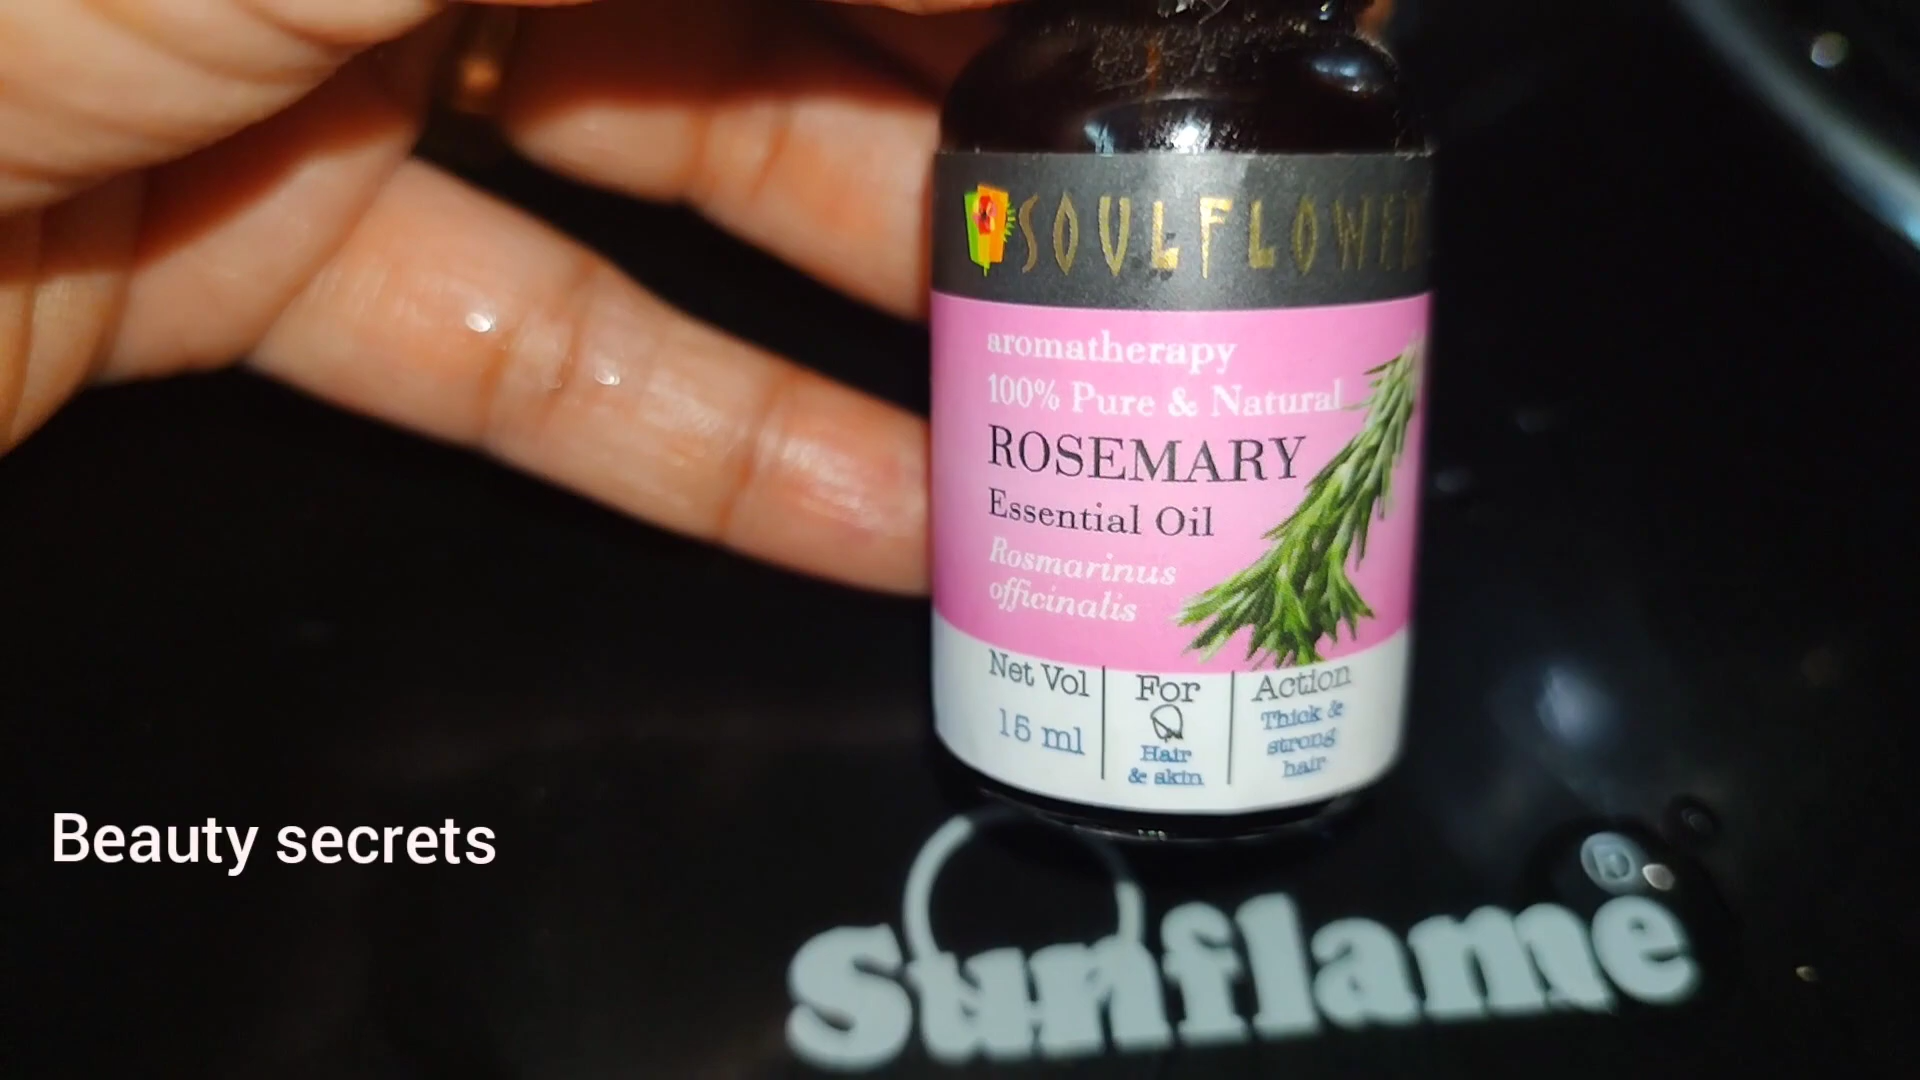 SOULFLOWER
aromatherapy
100% Pure & Natural
ROSEMARY
Essential Oil
Rosmarinus
officinalis
Net Vol
15 ml
For
Hair
& skin
Action
Thick &
strong
hair
Beauty secrets
Sunflame®